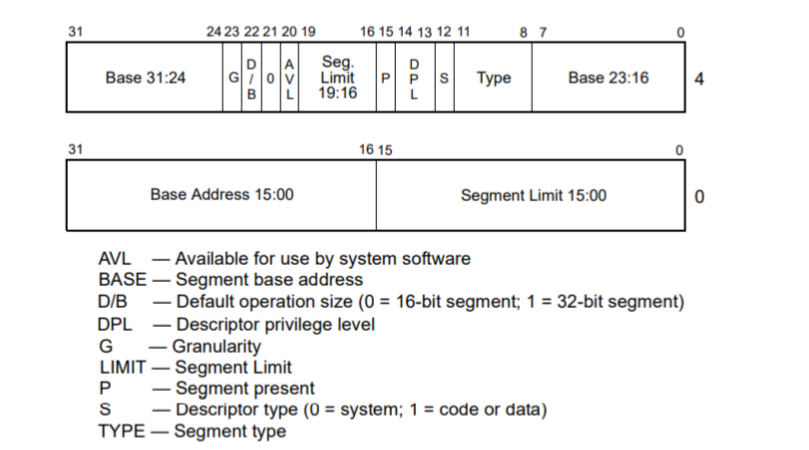 31 24 23 22 21 20 19 16 15 14 13 12 11 8 7 0
Base 31:24 G D/B 0 AVL Seg. Limit 19:16 P DPL S Type Base 23:16 4
31 16 15 0
Base Address 15:00 Segment Limit 15:00 0
AVL — Available for use by system software
BASE — Segment base address
D/B — Default operation size (0 = 16-bit segment; 1 = 32-bit segment)
DPL — Descriptor privilege level
G — Granularity
LIMIT — Segment Limit
P — Segment present
S — Descriptor type (0 = system; 1 = code or data)
TYPE — Segment type